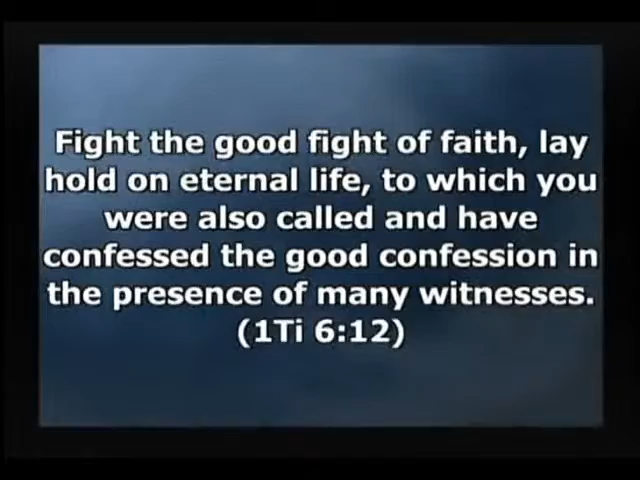 Fight the good fight of faith, lay
hold on eternal life, to which you
were also called and have
confessed the good confession in
the presence of many witnesses.
(1Ti 6:12)